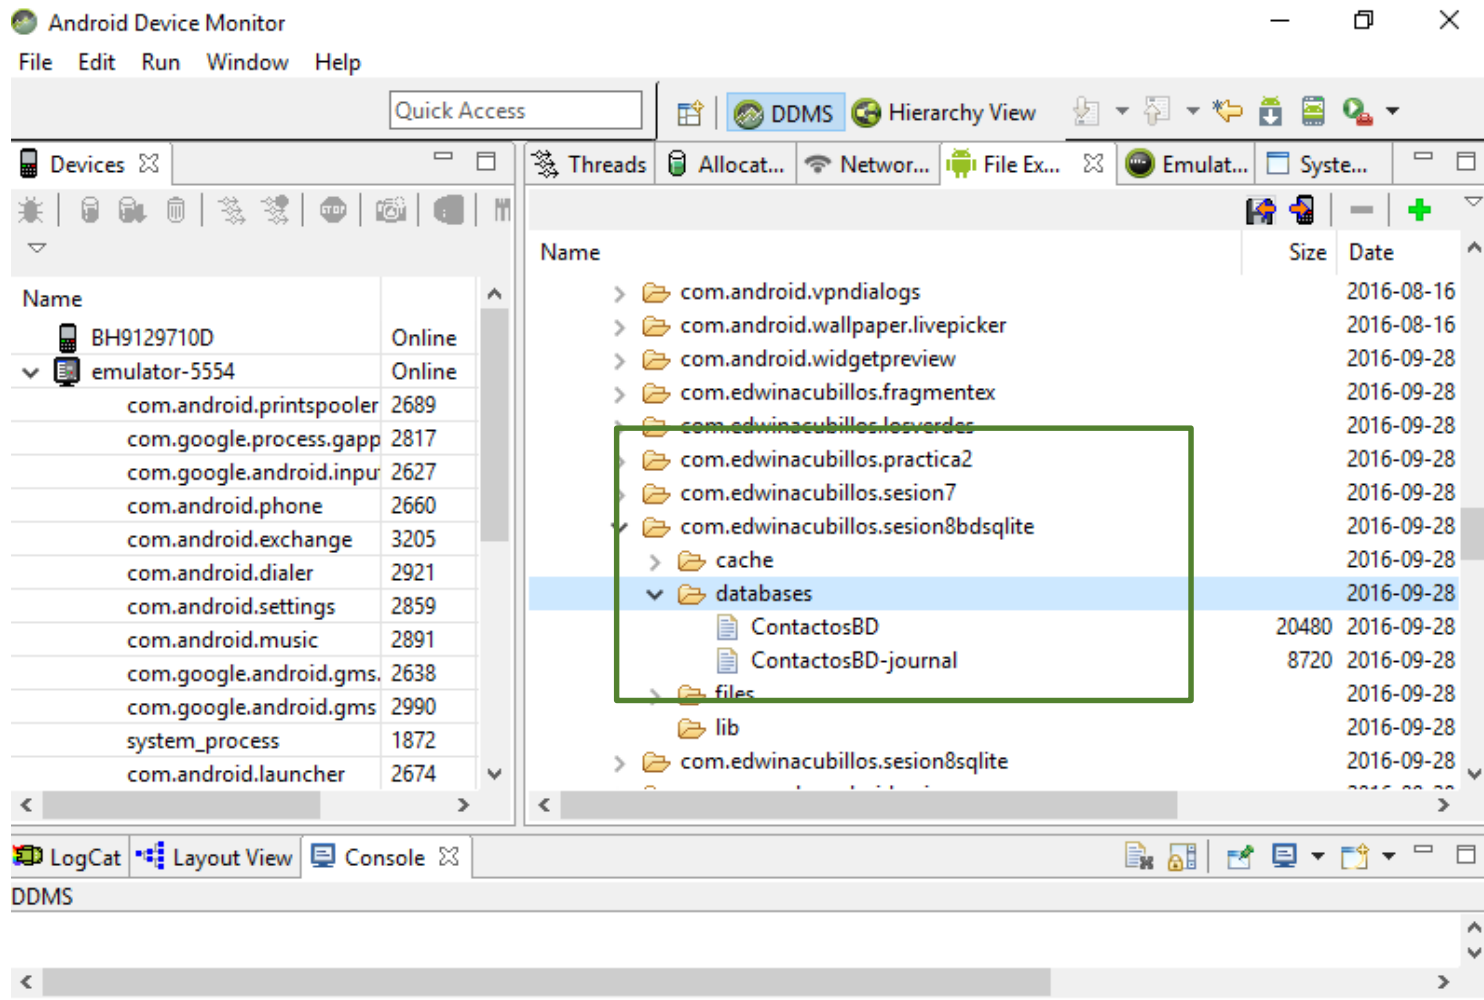 Android Device Monitor
File Edit Run Window Help
Quick Access
DDMS
Hierarchy View
Devices
Threads
Allocat...
Networ...
File Ex...
Emulat...
Syste...
Name
BH9129710D Online
emulator-5554 Online
com.android.printspooler 2689
com.google.process.gapp 2817
com.google.android.inpu 2627
com.android.phone 2660
com.android.exchange 3205
com.android.dialer 2921
com.android.settings 2859
com.android.music 2891
com.google.android.gms. 2638
com.google.android.gms 2990
system_process 1872
com.android.launcher 2674
Name Size Date
com.android.vpndialogs 2016-08-16
com.android.wallpaper.livepicker 2016-08-16
com.android.widgetpreview 2016-09-28
com.edwinacubillos.fragmentex 2016-09-28
com.edwinacubillos.losverdes 2016-09-28
com.edwinacubillos.practica2 2016-09-28
com.edwinacubillos.sesion7 2016-09-28
com.edwinacubillos.sesion8bdsqlite 2016-09-28
cache 2016-09-28
databases 2016-09-28
ContactosBD 20480 2016-09-28
ContactosBD-journal 8720 2016-09-28
files 2016-09-28
lib 2016-09-28
com.edwinacubillos.sesion8sqlite 2016-09-28
LogCat
Layout View
Console
DDMS